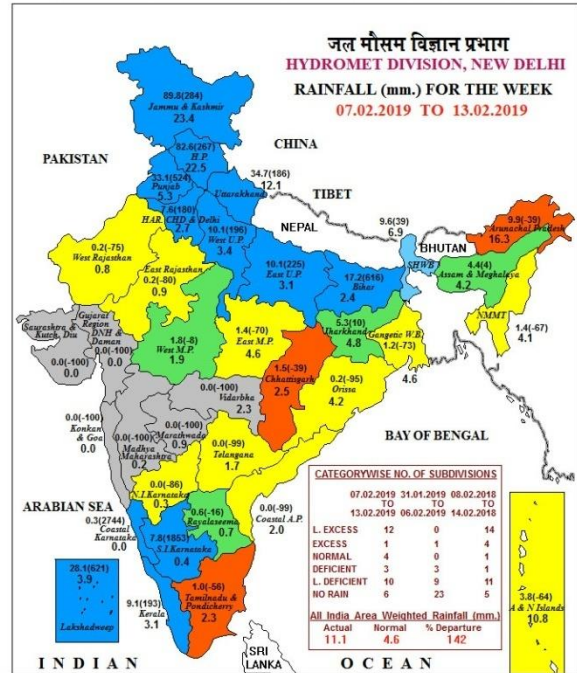 जल मौसम विज्ञान प्रभाग
HYDROMET DIVISION, NEW DELHI
RAINFALL (mm.) FOR THE WEEK
07.02.2019 TO 13.02.2019
89.8(284)
Jammu & Kashmir
23.4
CHINA
82.6(267)
H.P.
22.5
PAKISTAN
33.1(524)
Punjab
5.3
34.7(186)
Uttarakhand
12.1
TIBET
7.6(180)
HAR. CHD & Delhi
2.7
10.1(196)
West U.P.
3.4
NEPAL
9.6(39)
6.9
SHWB
BHUTAN
9.9(-39)
Arunachal Pradesh
16.3
0.2(-75)
West Rajasthan
0.8
East Rajasthan
0.2(-80)
0.9
10.1(225)
East U.P.
3.1
17.2(616)
Bihar
2.4
4.4(4)
Assam & Meghalaya
4.2
NMMT
1.4(-67)
4.1
Saurashtra &
Kutch, Diu
0.0(-100)
0.0
Gujarat
Region
DNH &
Daman
0.0(-100)
0.0
1.8(-8)
West M.P.
1.9
1.4(-70)
East M.P.
4.6
5.3(10)
Jharkhand
4.8
Gangetic W.B.
1.2(-73)
4.6
1.5(-39)
Chhattisgarh
2.5
0.2(-95)
Orissa
4.2
0.0(-100)
Vidarbha
2.3
0.0(-100)
Konkan
& Goa
0.0
0.0(-100)
Madhya
Maharashtra
0.2
0.0(-100)
Marathwada
0.9
0.0(-99)
Telangana
1.7
BAY OF BENGAL
ARABIAN SEA
0.0(-86)
N.I.Karnataka
0.3
0.3(2744)
Coastal
Karnataka
0.0
0.6(-16)
Rayalaseema
0.7
0.0(-99)
Coastal A.P.
2.0
7.8(1853)
S.I.Karnataka
0.4
28.1(621)
3.9
Lakshadweep
9.1(193)
Kerala
3.1
1.0(-56)
Tamilnadu &
Pondicherry
2.3
3.8(-64)
A & N Islands
10.8
CATEGORYWISE NO. OF SUBDIVISIONS
07.02.2019 31.01.2019 08.02.2018
TO TO TO
13.02.2019 06.02.2019 14.02.2018
L. EXCESS 12 0 14
EXCESS 1 1 4
NORMAL 4 0 1
DEFICIENT 3 3 1
L. DEFICIENT 10 9 11
NO RAIN 6 23 5
All India Area Weighted Rainfall (mm.)
Actual Normal % Departure
11.1 4.6 142
SRI
LANKA
INDIAN OCEAN